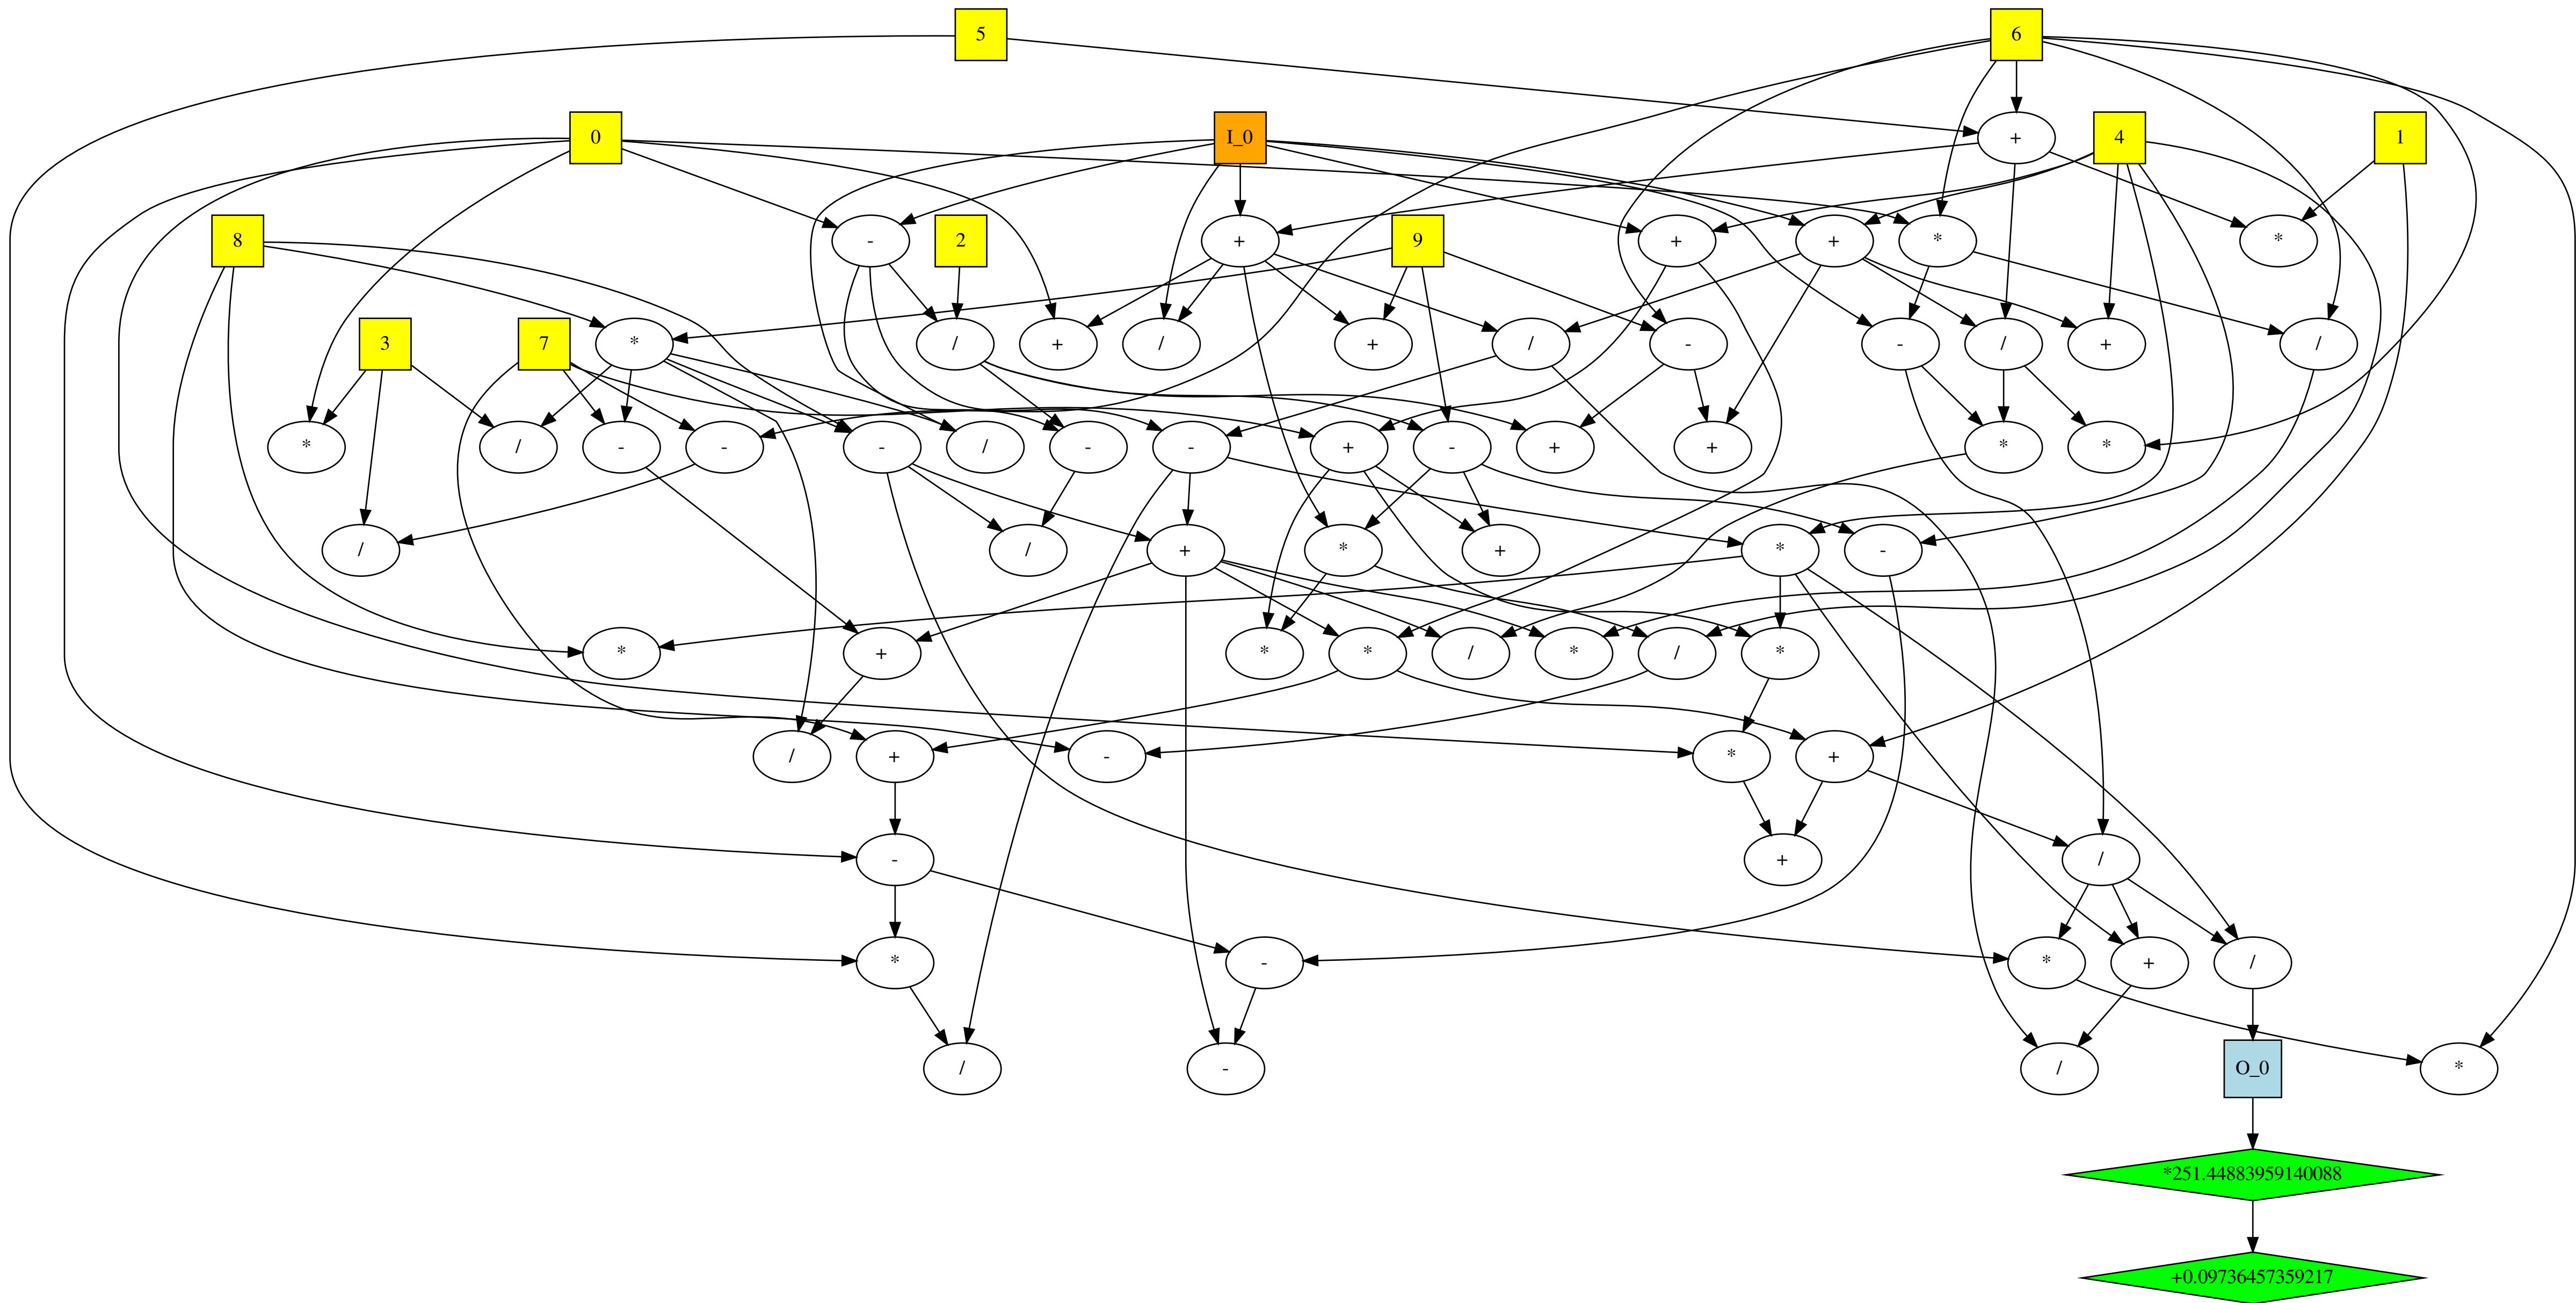 5 6
0 I_0 + 4 1
8 - 2 + 9 + + * *
3 7 * / + / + / - - / + /
* / - - - / - - + - + + * *
/ / + * + * -
* + * * / * / *
/ + - * +
- + /
* - * + /
/ - / O_0 *
*251.44883959140088
+0.09736457359217